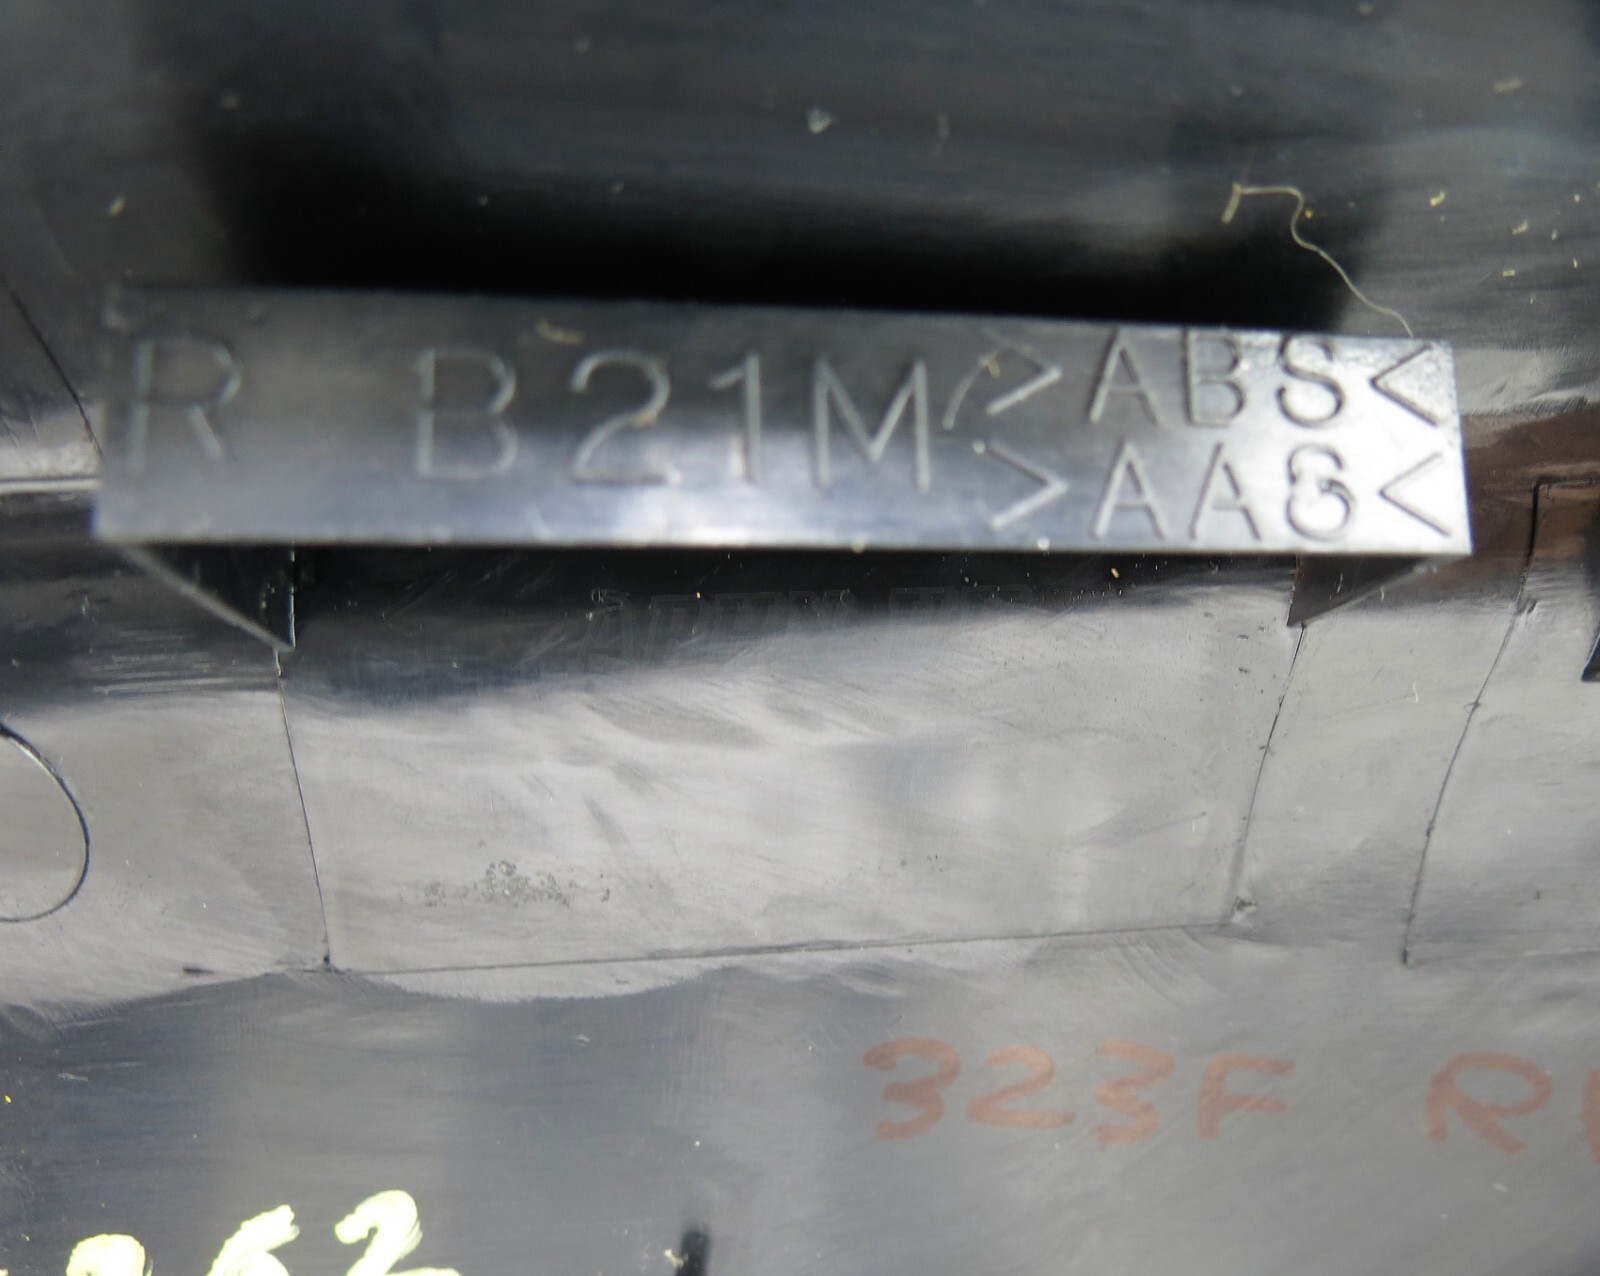 R B21M >ABS<
>AAS<
323F